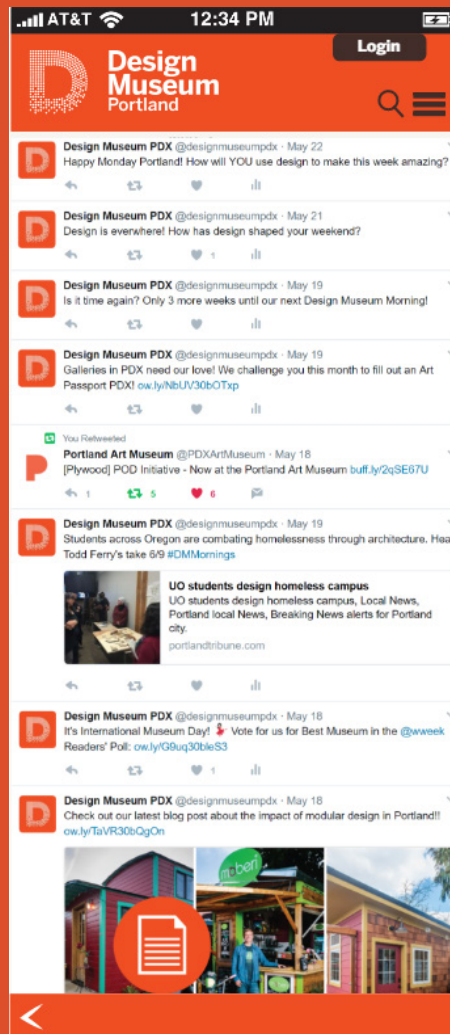 AT&T 12:34 PM
Login
Design
Museum
Portland
Design Museum PDX @designmuseumpdx · May 22
Happy Monday Portland! How will YOU use design to make this week amazing?
Design Museum PDX @designmuseumpdx · May 21
Design is everwhere! How has design shaped your weekend?
1
Design Museum PDX @designmuseumpdx · May 19
Is it time again? Only 3 more weeks until our next Design Museum Morning!
Design Museum PDX @designmuseumpdx · May 19
Galleries in PDX need our love! We challenge you this month to fill out an Art
Passport PDX! ow.ly/NbUV30bOTxp
You Retweeted
Portland Art Museum @PDXArtMuseum · May 18
[Plywood] POD Initiative - Now at the Portland Art Museum buff.ly/2qSE67U
1 5 6
Design Museum PDX @designmuseumpdx · May 19
Students across Oregon are combating homelessness through architecture. Hea
Todd Ferry's take 6/9 #DMMornings
UO students design homeless campus
UO students design homeless campus, Local News,
Portland local News, Breaking News alerts for Portland
city.
portlandtribune.com
Design Museum PDX @designmuseumpdx · May 18
It's International Museum Day! 💃 Vote for us for Best Museum in the @wweek
Readers' Poll: ow.ly/G9uq30bleS3
1
Design Museum PDX @designmuseumpdx · May 18
Check out our latest blog post about the impact of modular design in Portland!!
ow.ly/TaVR30bQgOn
moberi